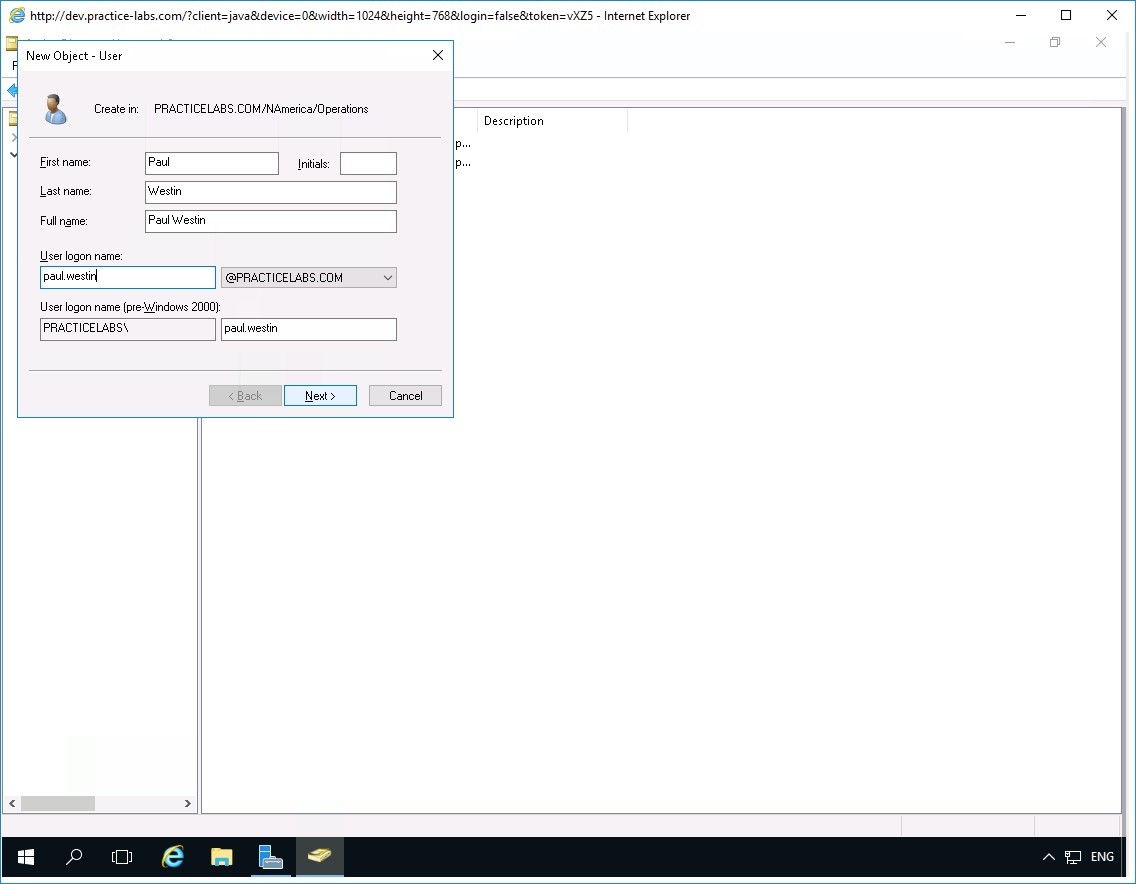 http://dev.practice-labs.com/?client=java&device=0&width=1024&height=768&login=false&token=vXZ5 - Internet Explorer
New Object - User
Create in: PRACTICELABS.COM/NAmerica/Operations
Description
p...
p...
First name: Paul Initials:
Last name: Westin
Full name: Paul Westin
User logon name:
paul.westin @PRACTICELABS.COM
User logon name (pre-Windows 2000):
PRACTICELABS\ paul.westin
< Back Next > Cancel
ENG